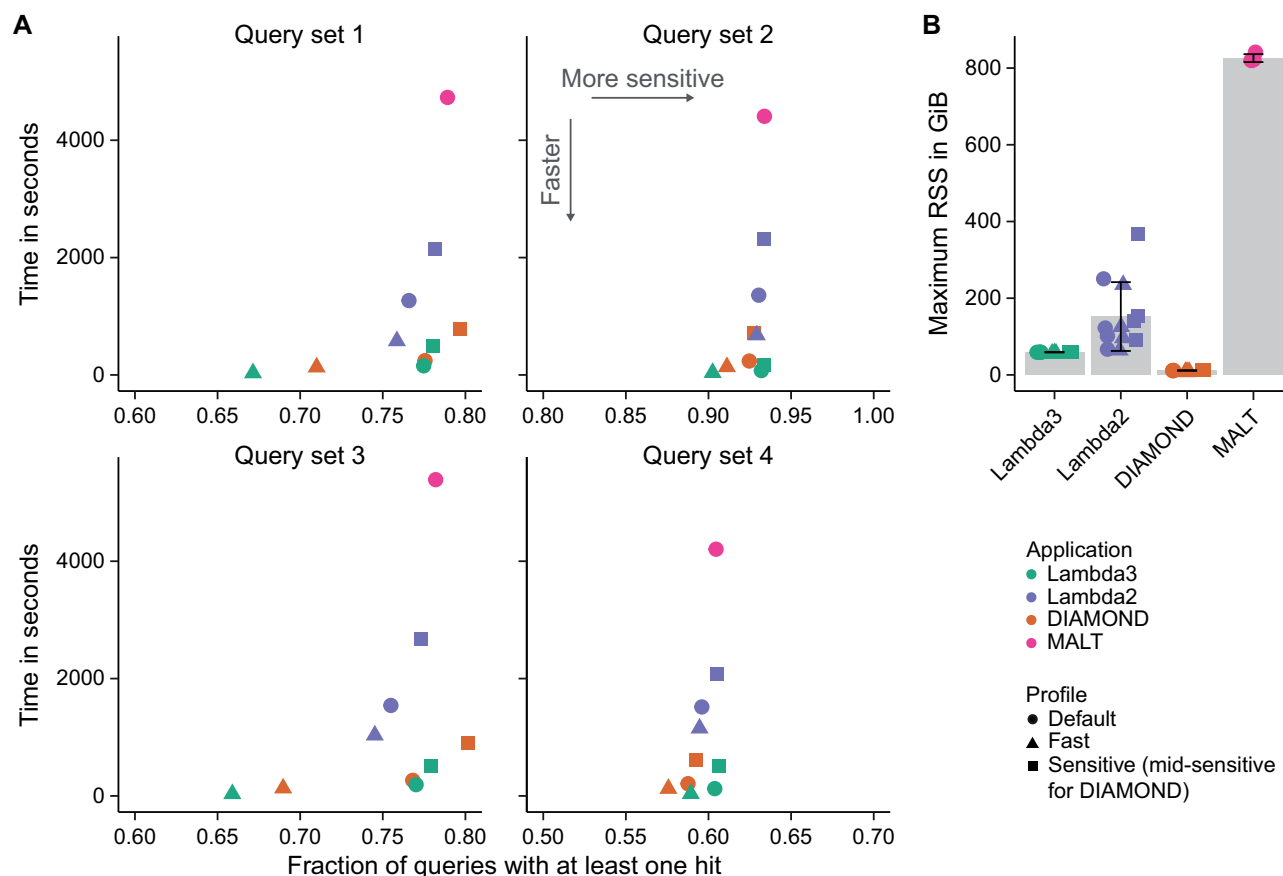 A
Query set 1
Query set 2
More sensitive
Faster
Time in seconds
4000
2000
0
0.60 0.65 0.70 0.75 0.80
0.80 0.85 0.90 0.95 1.00
Query set 3
Query set 4
Time in seconds
4000
2000
0
0.60 0.65 0.70 0.75 0.80
0.50 0.55 0.60 0.65 0.70
Fraction of queries with at least one hit
B
Maximum RSS in GiB
800
600
400
200
0
Lambda3
Lambda2
DIAMOND
MALT
Application
Lambda3
Lambda2
DIAMOND
MALT
Profile
Default
Fast
Sensitive (mid-sensitive
for DIAMOND)